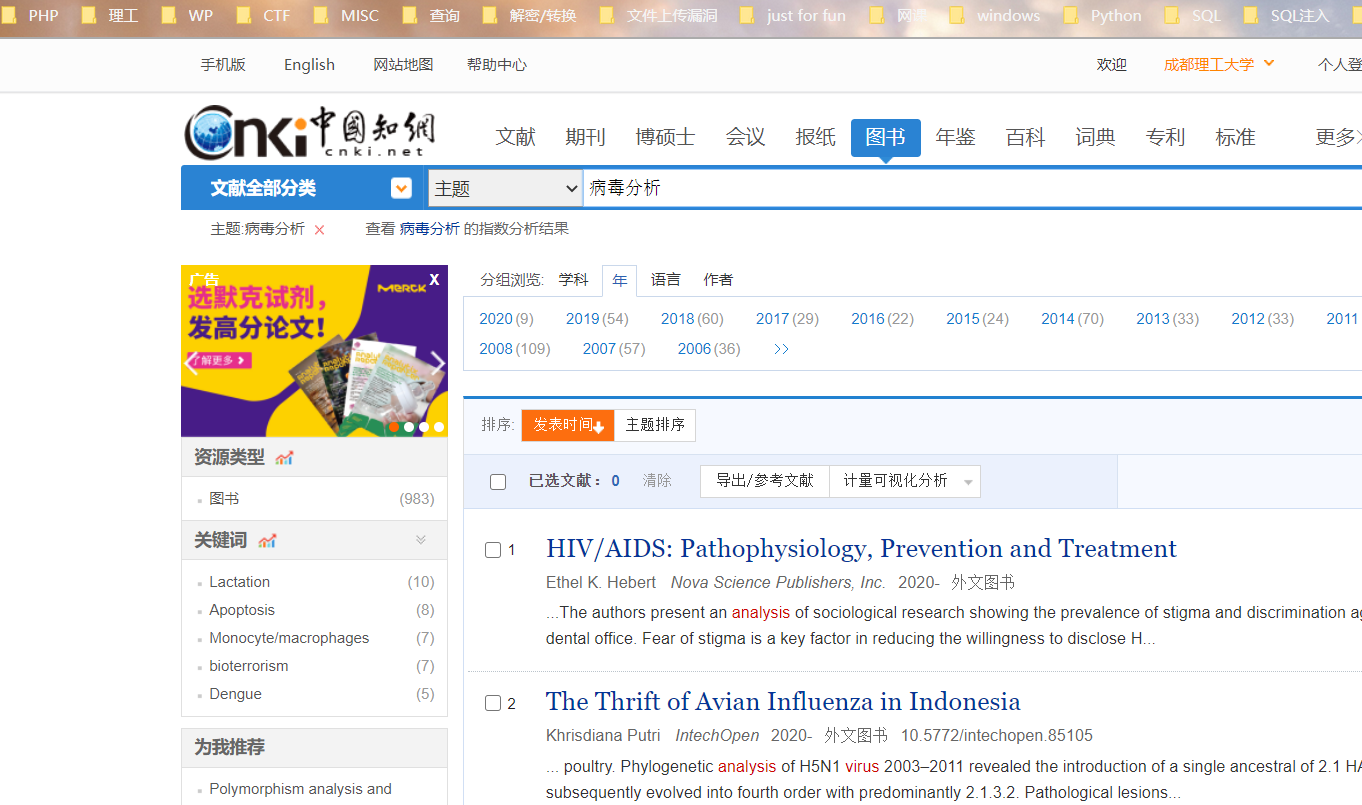 PHP 理工 WP CTF MISC 查询 解密/转换 文件上传漏洞 just for fun 网课 windows Python SQL SQL注入
手机版 English 网站地图 帮助中心 欢迎 成都理工大学 个人登
Cnki 中国知網
cnki.net
文献 期刊 博硕士 会议 报纸 图书 年鉴 百科 词典 专利 标准 更多>
文献全部分类 主题 病毒分析
主题:病毒分析 × 查看 病毒分析 的指数分析结果
广告 X
MERCK
选默克试剂，
发高分论文！
了解更多
分组浏览: 学科 年 语言 作者
2020 (9) 2019 (54) 2018 (60) 2017 (29) 2016 (22) 2015 (24) 2014 (70) 2013 (33) 2012 (33) 2011
2008 (109) 2007 (57) 2006 (36) >>
排序: 发表时间 主题排序
资源类型
图书 (983)
关键词
Lactation (10)
Apoptosis (8)
Monocyte/macrophages (7)
bioterrorism (7)
Dengue (5)
为我推荐
Polymorphism analysis and
已选文献： 0 清除 导出/参考文献 计量可视化分析
1 HIV/AIDS: Pathophysiology, Prevention and Treatment
Ethel K. Hebert Nova Science Publishers, Inc. 2020- 外文图书
...The authors present an analysis of sociological research showing the prevalence of stigma and discrimination ag
dental office. Fear of stigma is a key factor in reducing the willingness to disclose H...
2 The Thrift of Avian Influenza in Indonesia
Khrisdiana Putri IntechOpen 2020- 外文图书 10.5772/intechopen.85105
... poultry. Phylogenetic analysis of H5N1 virus 2003–2011 revealed the introduction of a single ancestral of 2.1 HA
subsequently evolved into fourth order with predominantly 2.1.3.2. Pathological lesions...